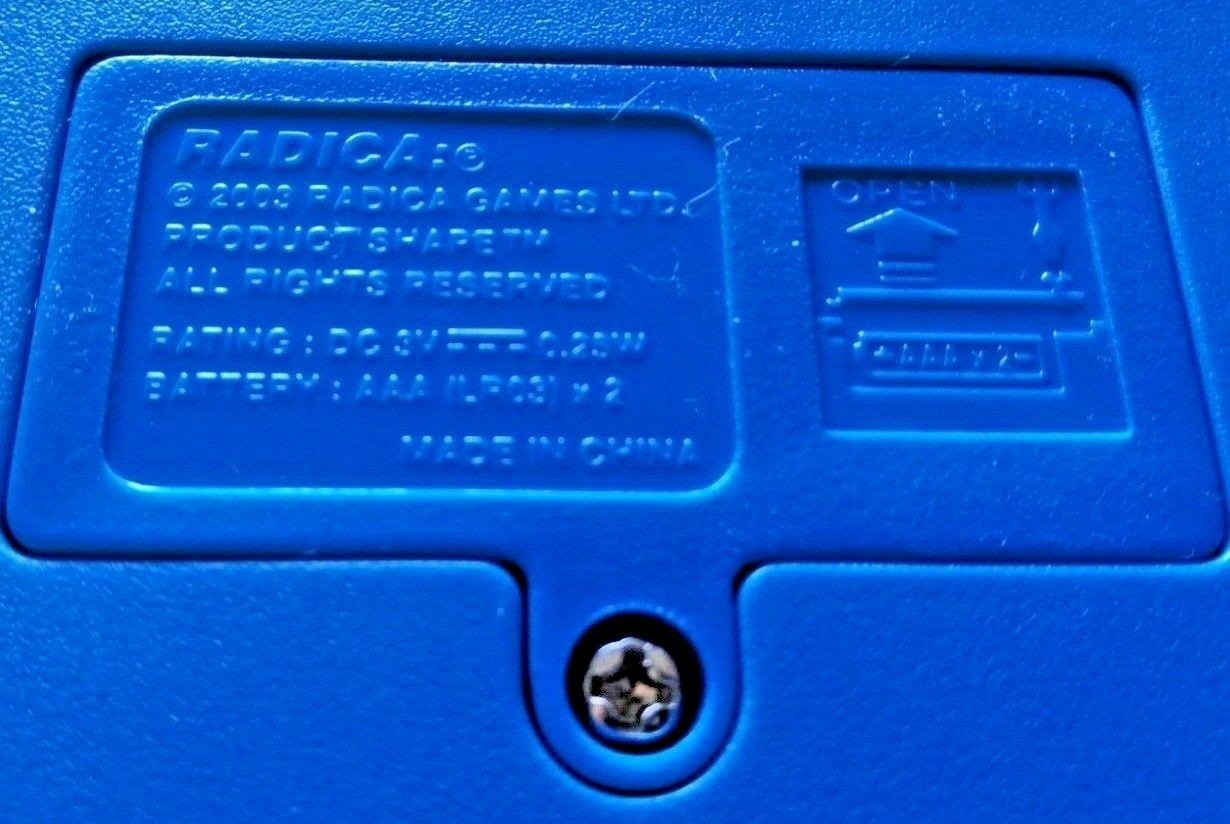 RADICA:®
© 2003 RADICA GAMES LTD.
PRODUCT SHAPE™
ALL RIGHTS RESERVED
RATING : DC 3V 0.23W
BATTERY : AAA (LR03) x 2
MADE IN CHINA
OPEN
AAA x 2